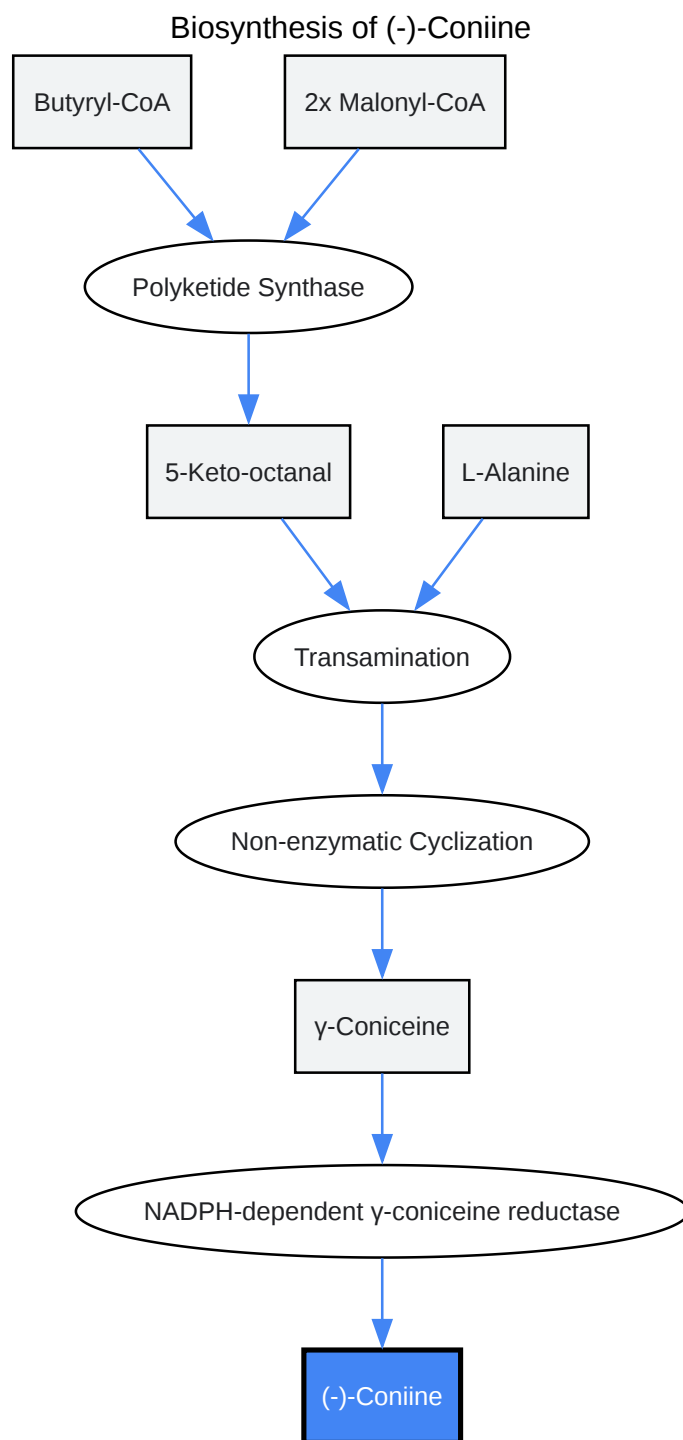 Biosynthesis of (-)-Coniine
Butyryl-CoA
2x Malonyl-CoA
Polyketide Synthase
5-Keto-octanal
L-Alanine
Transamination
Non-enzymatic Cyclization
γ-Coniceine
NADPH-dependent γ-coniceine reductase
(-)-Coniine